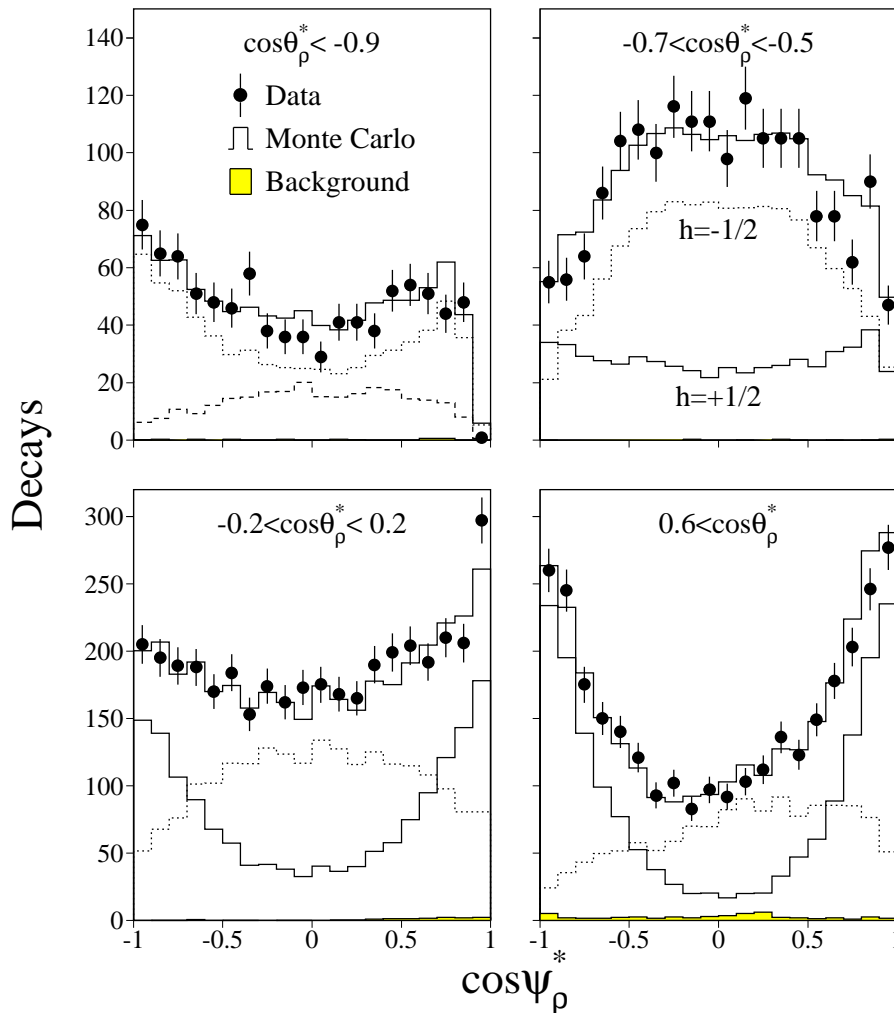 Decays
cosθ*ρ < -0.9
Data
Monte Carlo
Background
140
120
100
80
60
40
20
0
-0.7<cosθ*ρ<-0.5
h=-1/2
h=+1/2
-0.2<cosθ*ρ< 0.2
300
250
200
150
100
50
0
-1
-0.5
0
0.5
1
0.6<cosθ*ρ
-1
-0.5
0
0.5
1
cosψ*ρ